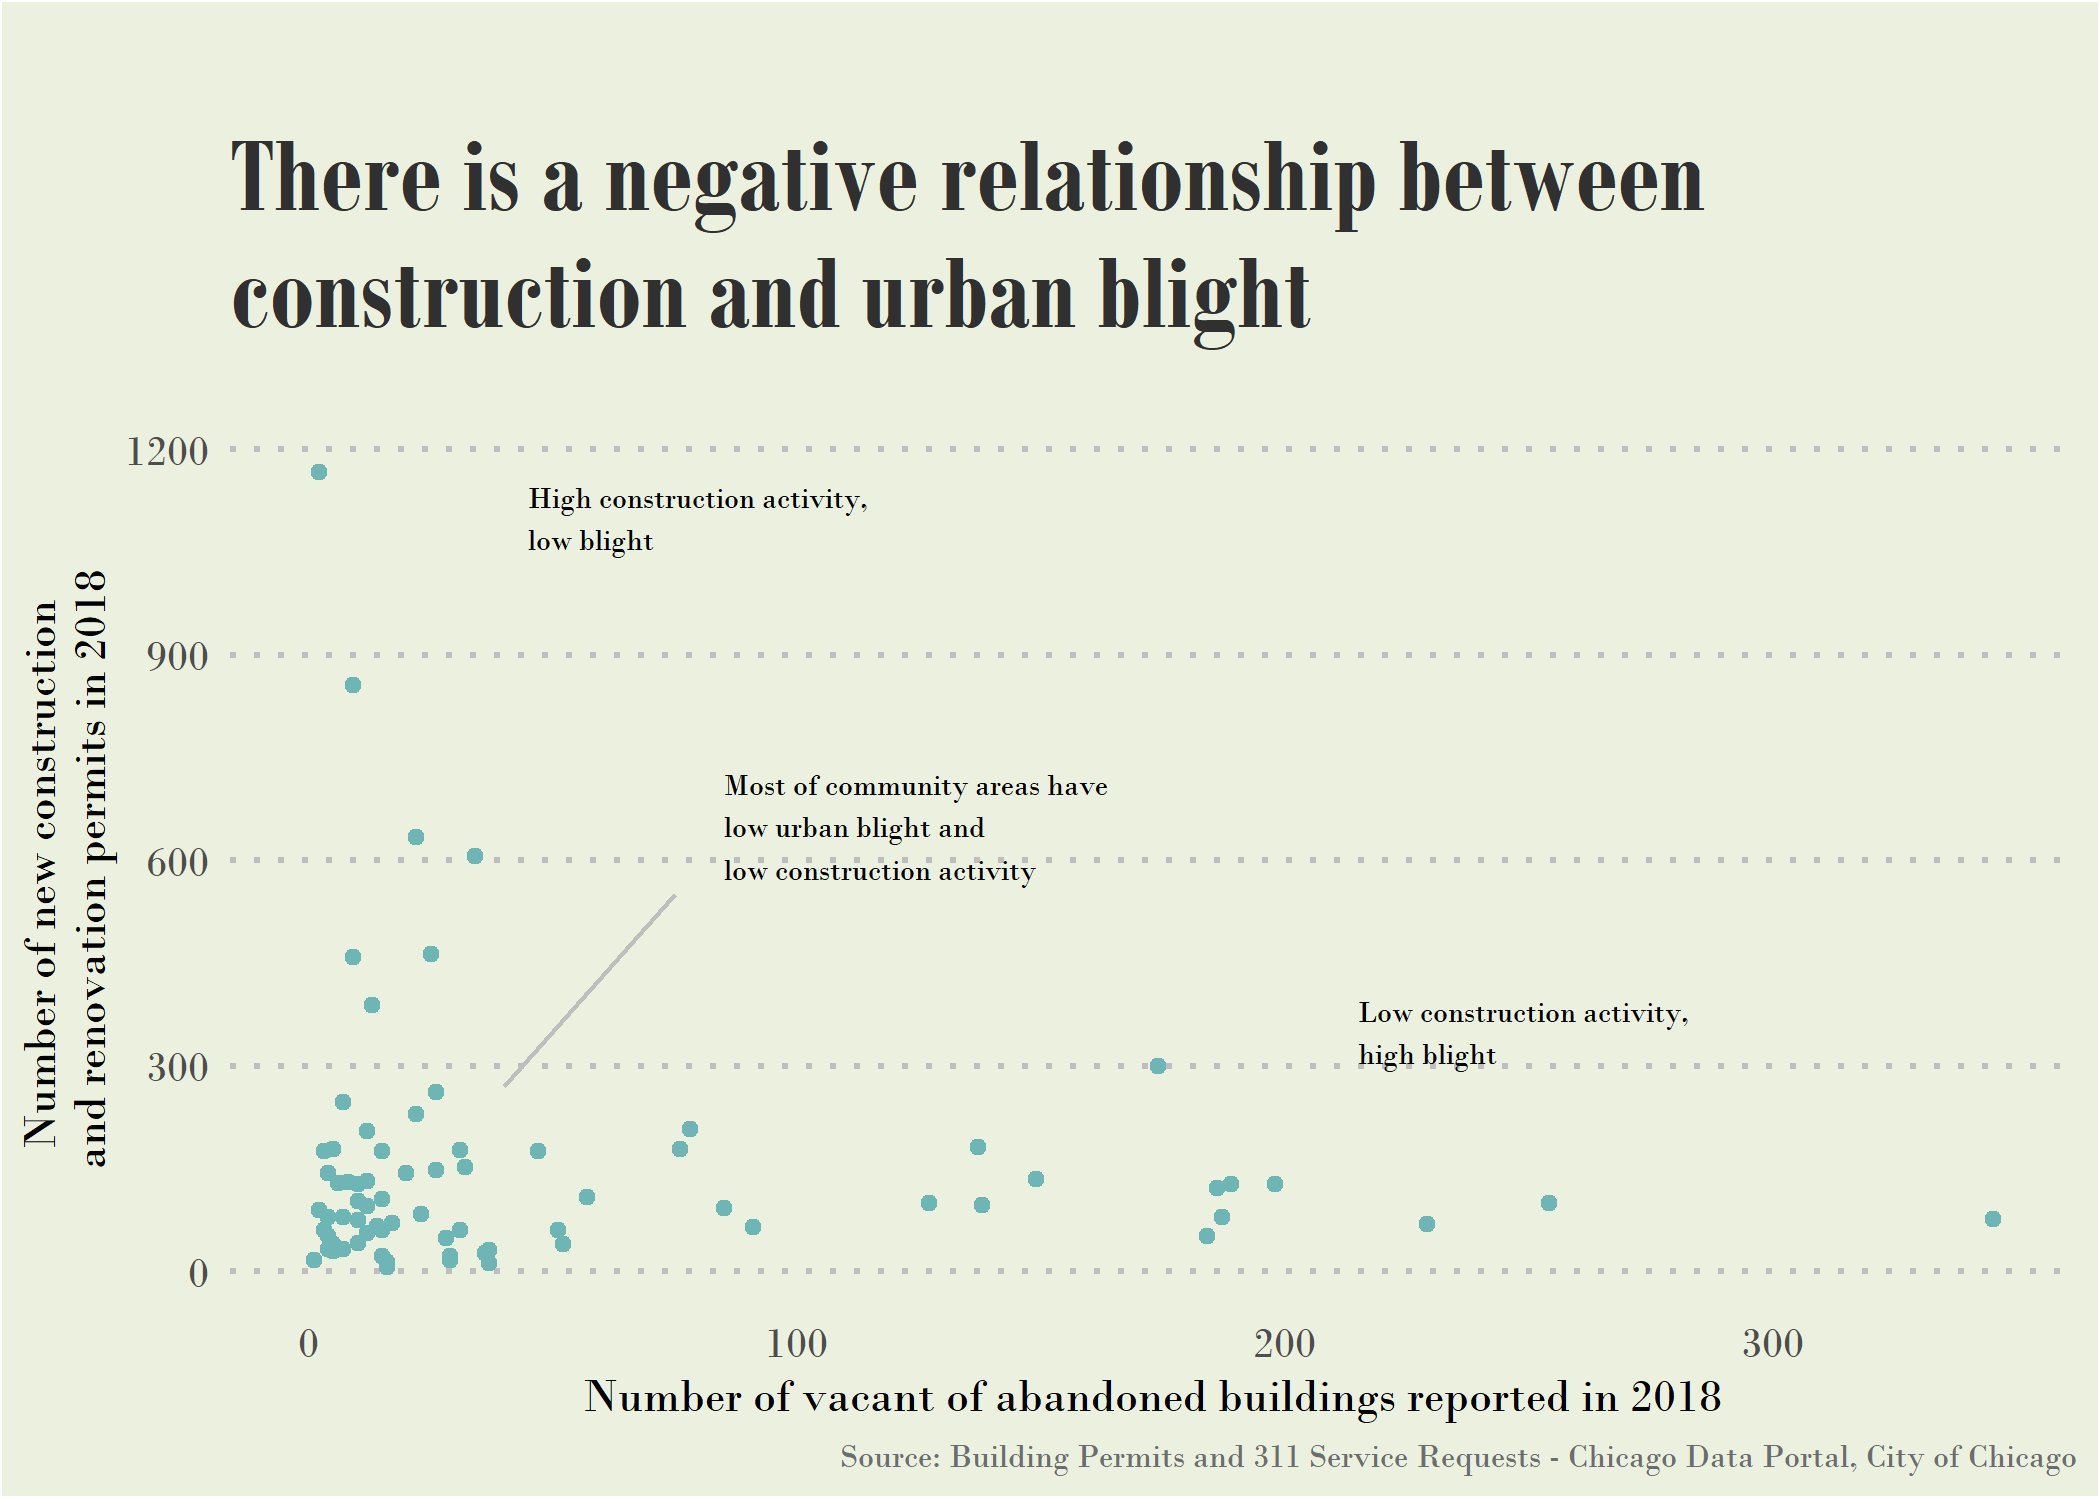 There is a negative relationship between
construction and urban blight
1200
900
600
300
0
Number of new construction
and renovation permits in 2018
High construction activity,
low blight
Most of community areas have
low urban blight and
low construction activity
Low construction activity,
high blight
0 100 200 300
Number of vacant of abandoned buildings reported in 2018
Source: Building Permits and 311 Service Requests - Chicago Data Portal, City of Chicago